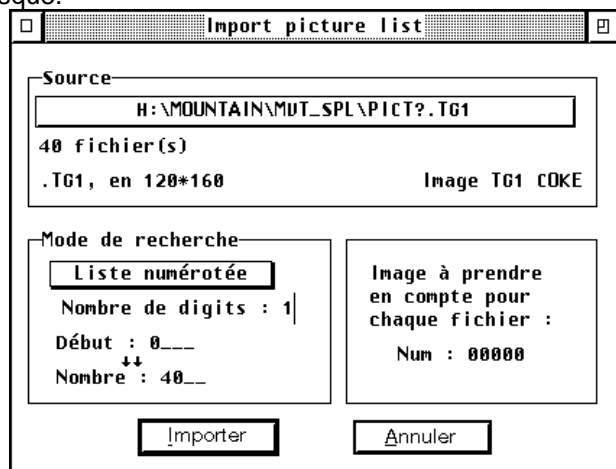 Import picture list
Source
H:\MOUNTAIN\MVT_SPL\PICT?.TG1
40 fichier(s)
.TG1, en 120*160 Image TG1 COKE
Mode de recherche
Liste numérotée
Nombre de digits : 1
Début : 0___
Nombre : 40__
Image à prendre
en compte pour
chaque fichier :
Num : 00000
Importer Annuler